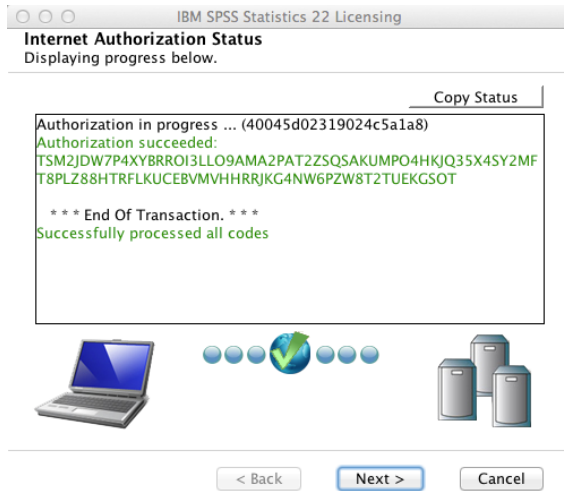 IBM SPSS Statistics 22 Licensing
Internet Authorization Status
Displaying progress below.
Copy Status
Authorization in progress ... (40045d02319024c5a1a8)
Authorization succeeded:
TSM2JDW7P4XYBRROI3LLO9AMA2PAT2ZSQSAKUMPO4HKJQ35X4SY2MF
T8PLZ88HTRFLKUCEBVMVHHRRJKG4NW6PZW8T2TUEKGSOT
* * * End Of Transaction. * * *
Successfully processed all codes
< Back
Next >
Cancel